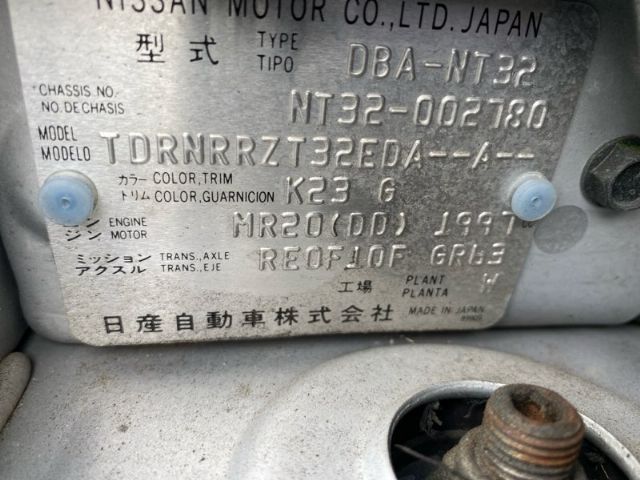 NISSAN MOTOR CO.,LTD. JAPAN
型式 TYPE TIPO DBA-NT32
CHASSIS NO. NO. DE CHASIS NT32-002780
MODEL MODELO TDRNRRZT32EDA--A--
カラー COLOR,TRIM トリム COLOR,GUARNICION K23 G
ジン ENGINE MOTOR MR20(DD) 1997 cc
ミッション アクスル TRANS.,AXLE TRANS.,EJE RE0F10F GR63
工場 PLANT PLANTA W
日産自動車株式会社 MADE IN JAPAN